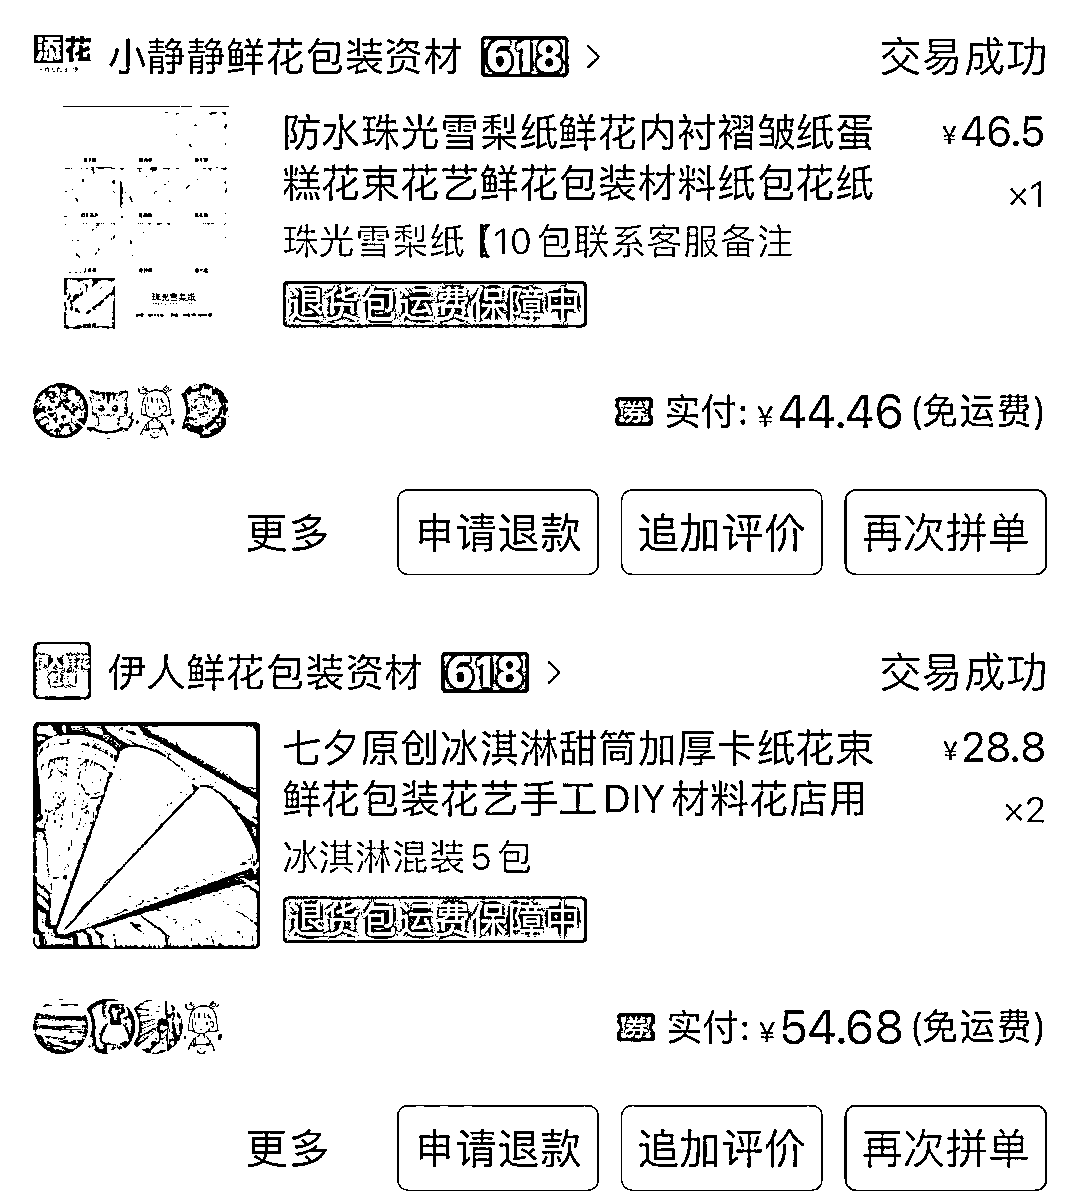 小静静鲜花包装资材 618 >
交易成功
防水珠光雪梨纸鲜花内衬褶皱纸蛋
¥46.5
糕花束花艺鲜花包装材料纸包花纸
×1
珠光雪梨纸【10包联系客服备注
退货包运费保障中
券 实付: ¥44.46 (免运费)
更多 申请退款 追加评价 再次拼单
伊人鲜花包装资材 618 >
交易成功
七夕原创冰淇淋甜筒加厚卡纸花束
¥28.8
鲜花包装花艺手工DIY材料花店用
×2
冰淇淋混装5包
退货包运费保障中
券 实付: ¥54.68 (免运费)
更多 申请退款 追加评价 再次拼单